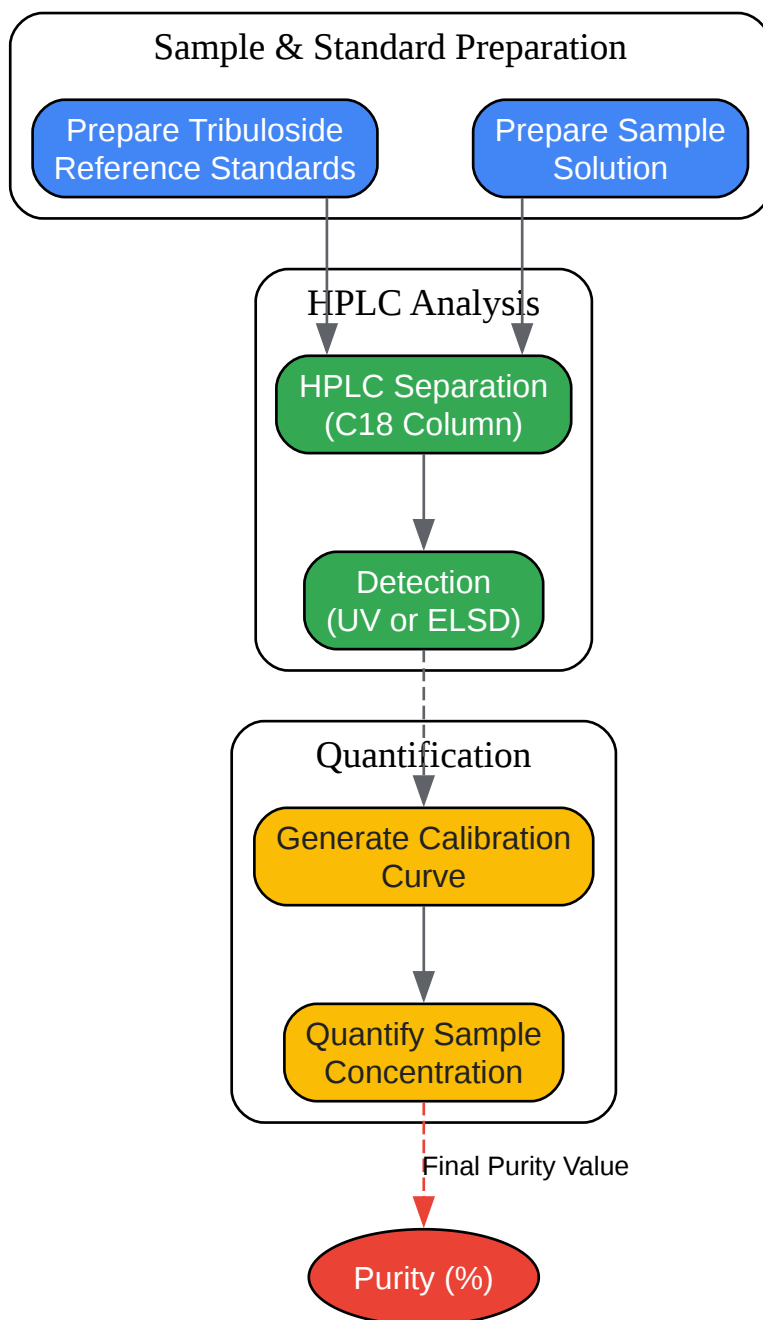 Sample & Standard Preparation
Prepare Tribuloside
Reference Standards
Prepare Sample
Solution
HPLC Analysis
HPLC Separation
(C18 Column)
Detection
(UV or ELSD)
Quantification
Generate Calibration
Curve
Quantify Sample
Concentration
Final Purity Value
Purity (%)